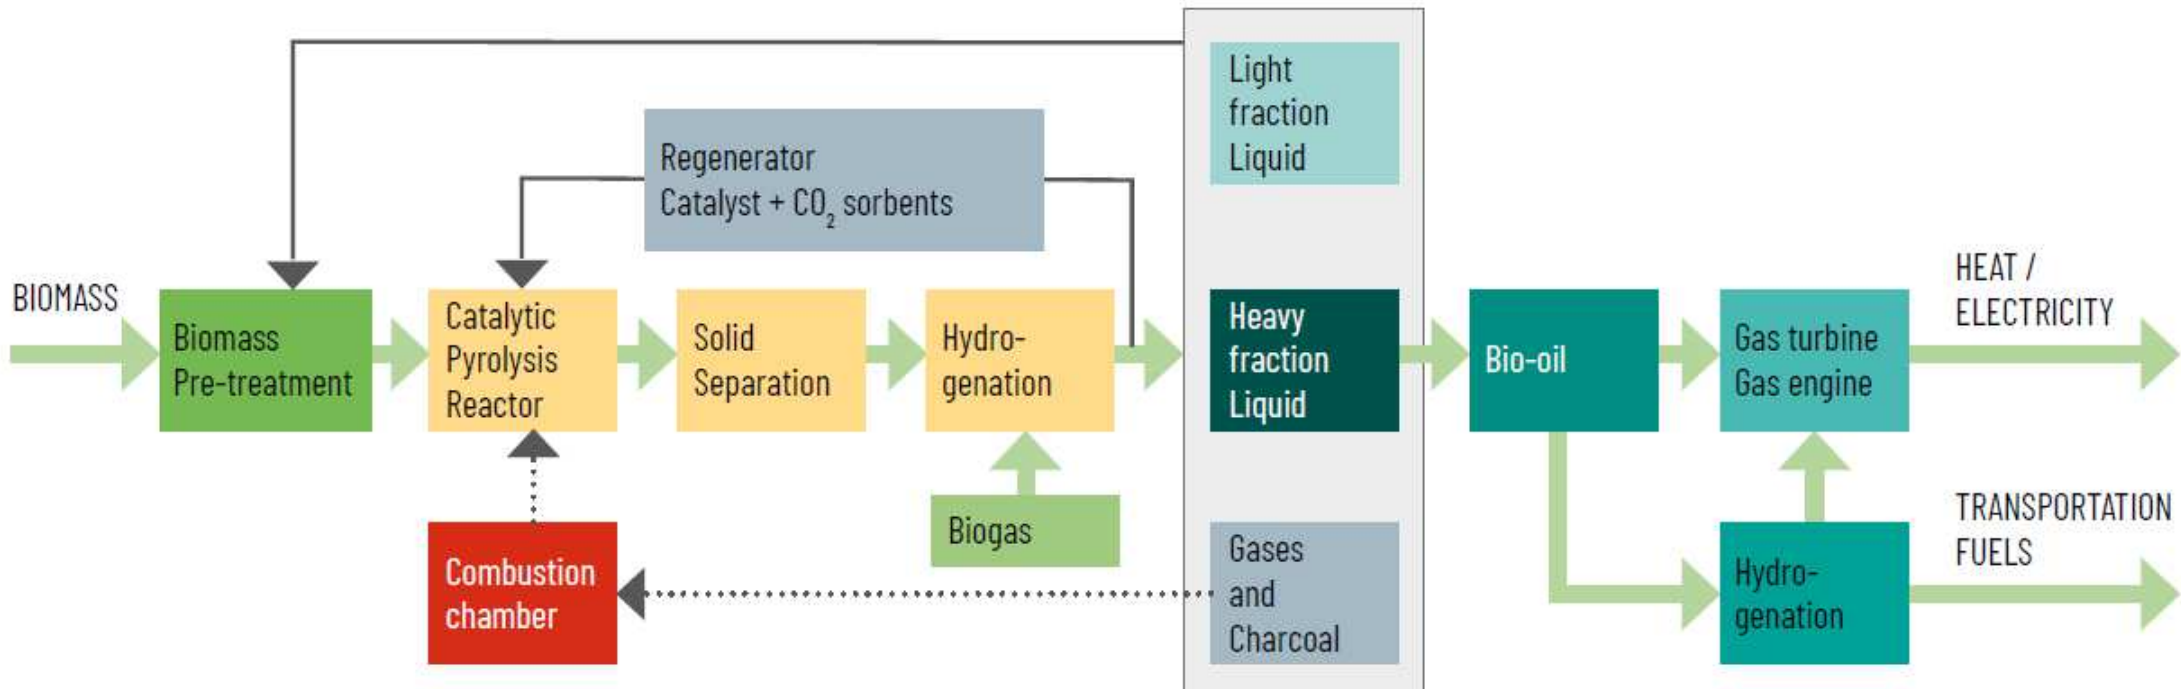 BIOMASS
Biomass
Pre-treatment
Regenerator
Catalyst + CO₂ sorbents
Catalytic
Pyrolysis
Reactor
Solid
Separation
Hydro-
genation
Biogas
Combustion
chamber
Light
fraction
Liquid
Heavy
fraction
Liquid
Gases
and
Charcoal
Bio-oil
Gas turbine
Gas engine
HEAT /
ELECTRICITY
Hydro-
genation
TRANSPORTATION
FUELS